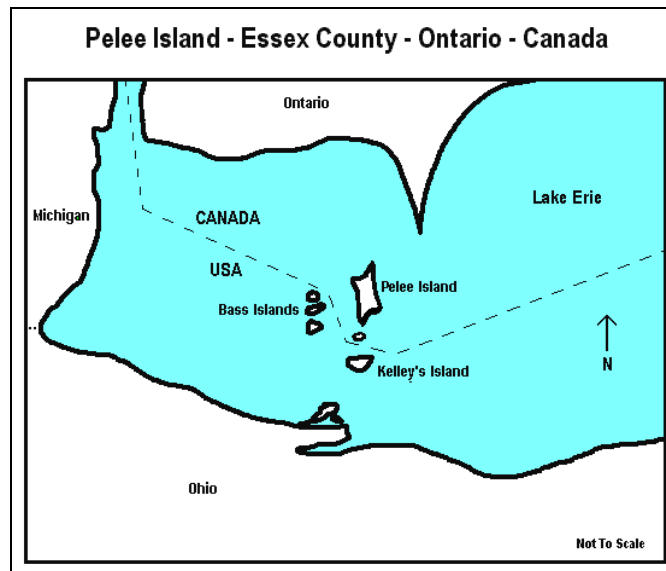 Pelee Island - Essex County - Ontario - Canada
Ontario
Lake Erie
Michigan
CANADA
USA
Pelee Island
Bass Islands
N
Kelley's Island
Ohio
Not To Scale